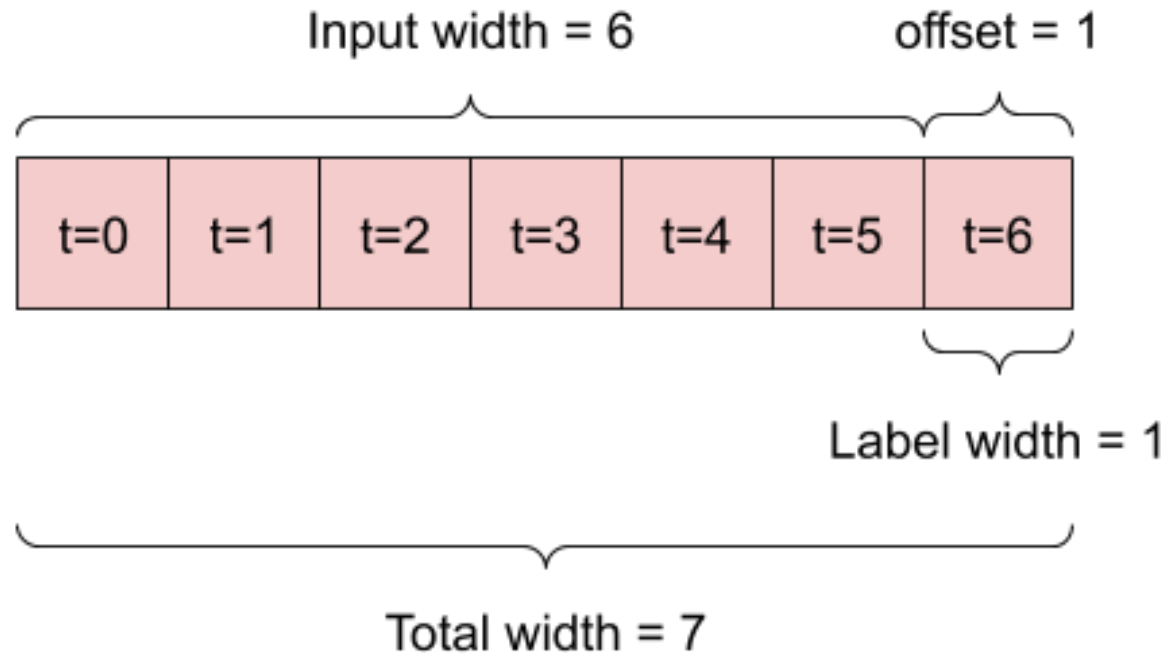 Input width = 6 offset = 1
t=0 t=1 t=2 t=3 t=4 t=5 t=6
Label width = 1
Total width = 7